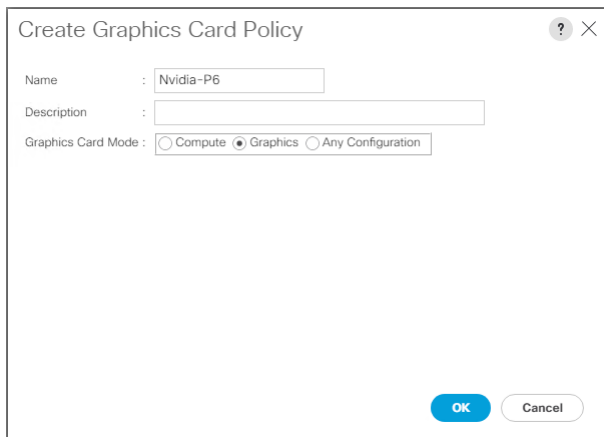 Create Graphics Card Policy ? ×
Name : Nvidia-P6
Description :
Graphics Card Mode : Compute Graphics Any Configuration
OK Cancel